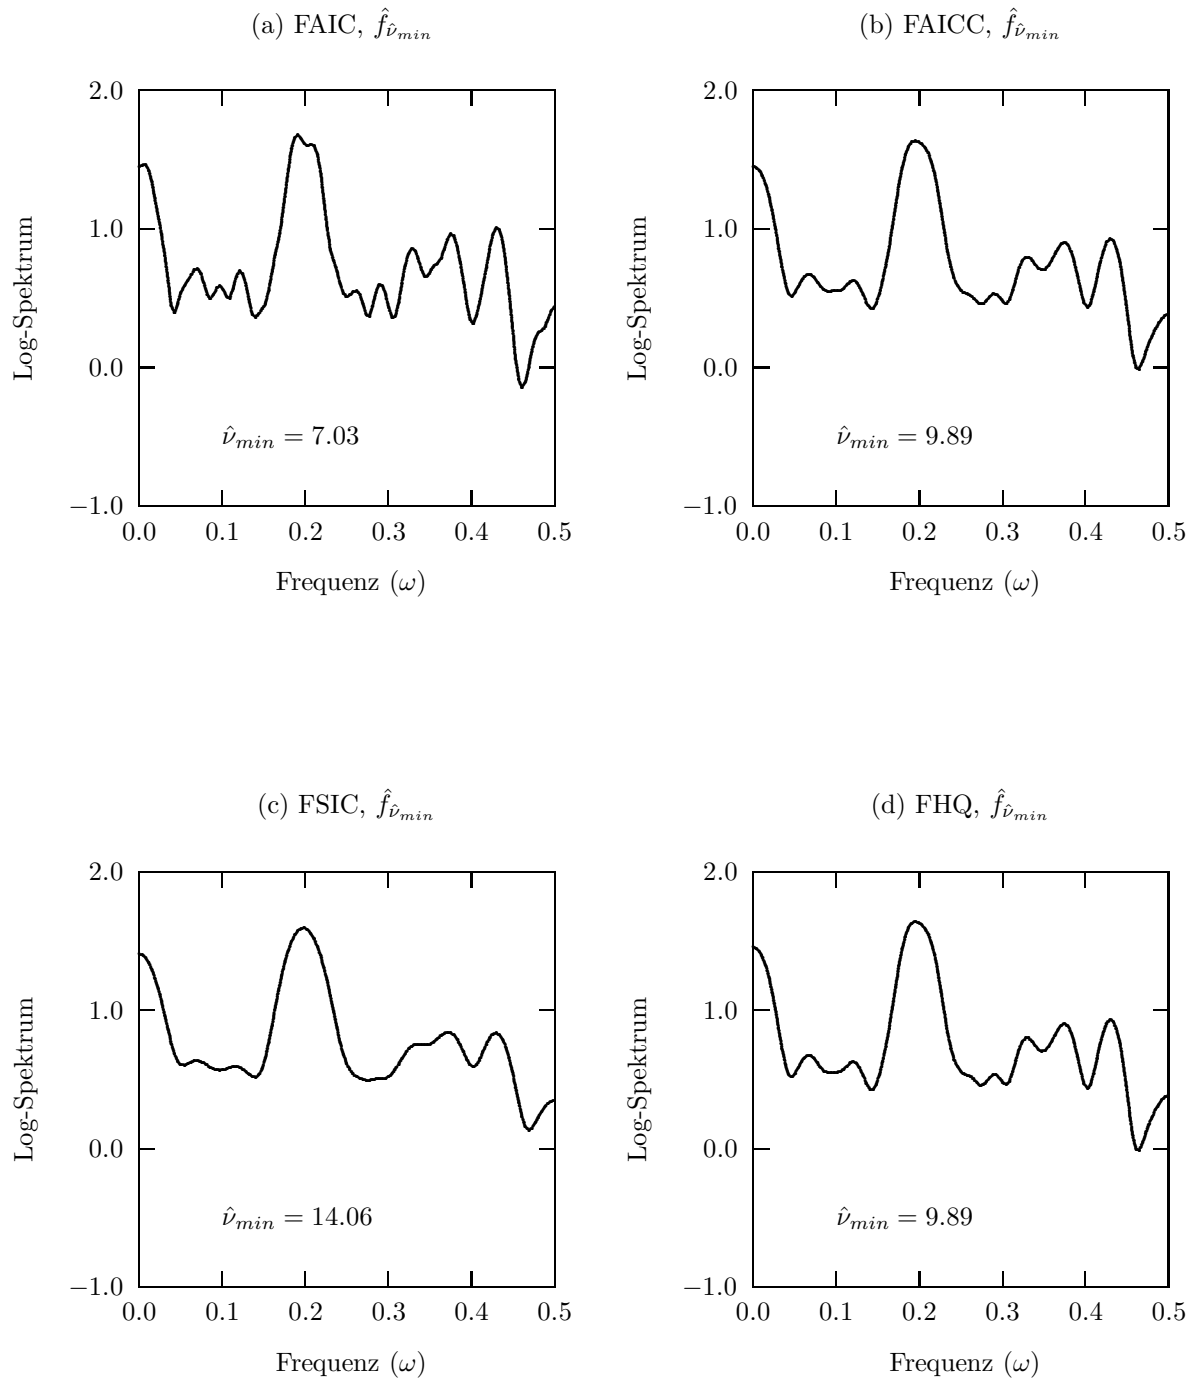 (a) FAIC, f̂_ν̂_min
(b) FAICC, f̂_ν̂_min
2.0
1.0
0.0
−1.0
Log-Spektrum
ν̂_min = 7.03
0.0 0.1 0.2 0.3 0.4 0.5
Frequenz (ω)
2.0
1.0
0.0
−1.0
Log-Spektrum
ν̂_min = 9.89
0.0 0.1 0.2 0.3 0.4 0.5
Frequenz (ω)
(c) FSIC, f̂_ν̂_min
(d) FHQ, f̂_ν̂_min
2.0
1.0
0.0
−1.0
Log-Spektrum
ν̂_min = 14.06
0.0 0.1 0.2 0.3 0.4 0.5
Frequenz (ω)
2.0
1.0
0.0
−1.0
Log-Spektrum
ν̂_min = 9.89
0.0 0.1 0.2 0.3 0.4 0.5
Frequenz (ω)